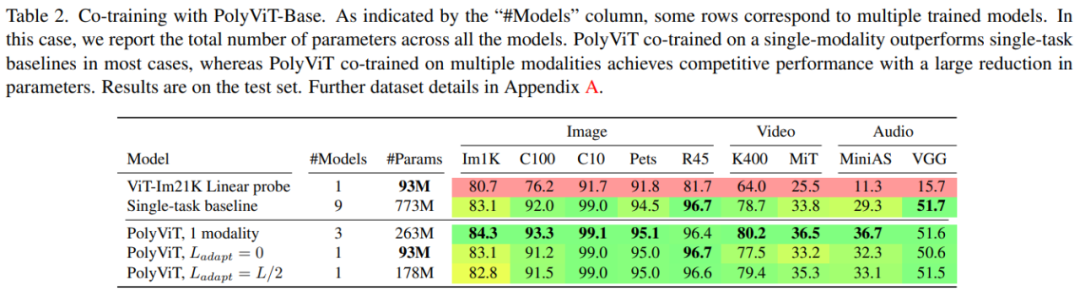 Table 2. Co-training with PolyViT-Base. As indicated by the “#Models” column, some rows correspond to multiple trained models. In
this case, we report the total number of parameters across all the models. PolyViT co-trained on a single-modality outperforms single-task
baselines in most cases, whereas PolyViT co-trained on multiple modalities achieves competitive performance with a large reduction in
parameters. Results are on the test set. Further dataset details in Appendix A.
Image Video Audio
Model #Models #Params Im1K C100 C10 Pets R45 K400 MiT MiniAS VGG
ViT-Im21K Linear probe 1 93M 80.7 76.2 91.7 91.8 81.7 64.0 25.5 11.3 15.7
Single-task baseline 9 773M 83.1 92.0 99.0 94.5 96.7 78.7 33.8 29.3 51.7
PolyViT, 1 modality 3 263M 84.3 93.3 99.1 95.1 96.4 80.2 36.5 36.7 51.6
PolyViT, Ladapt = 0 1 93M 83.1 91.2 99.0 95.0 96.7 77.5 33.2 32.3 50.6
PolyViT, Ladapt = L/2 1 178M 82.8 91.5 99.0 95.0 96.6 79.4 35.3 33.1 51.5